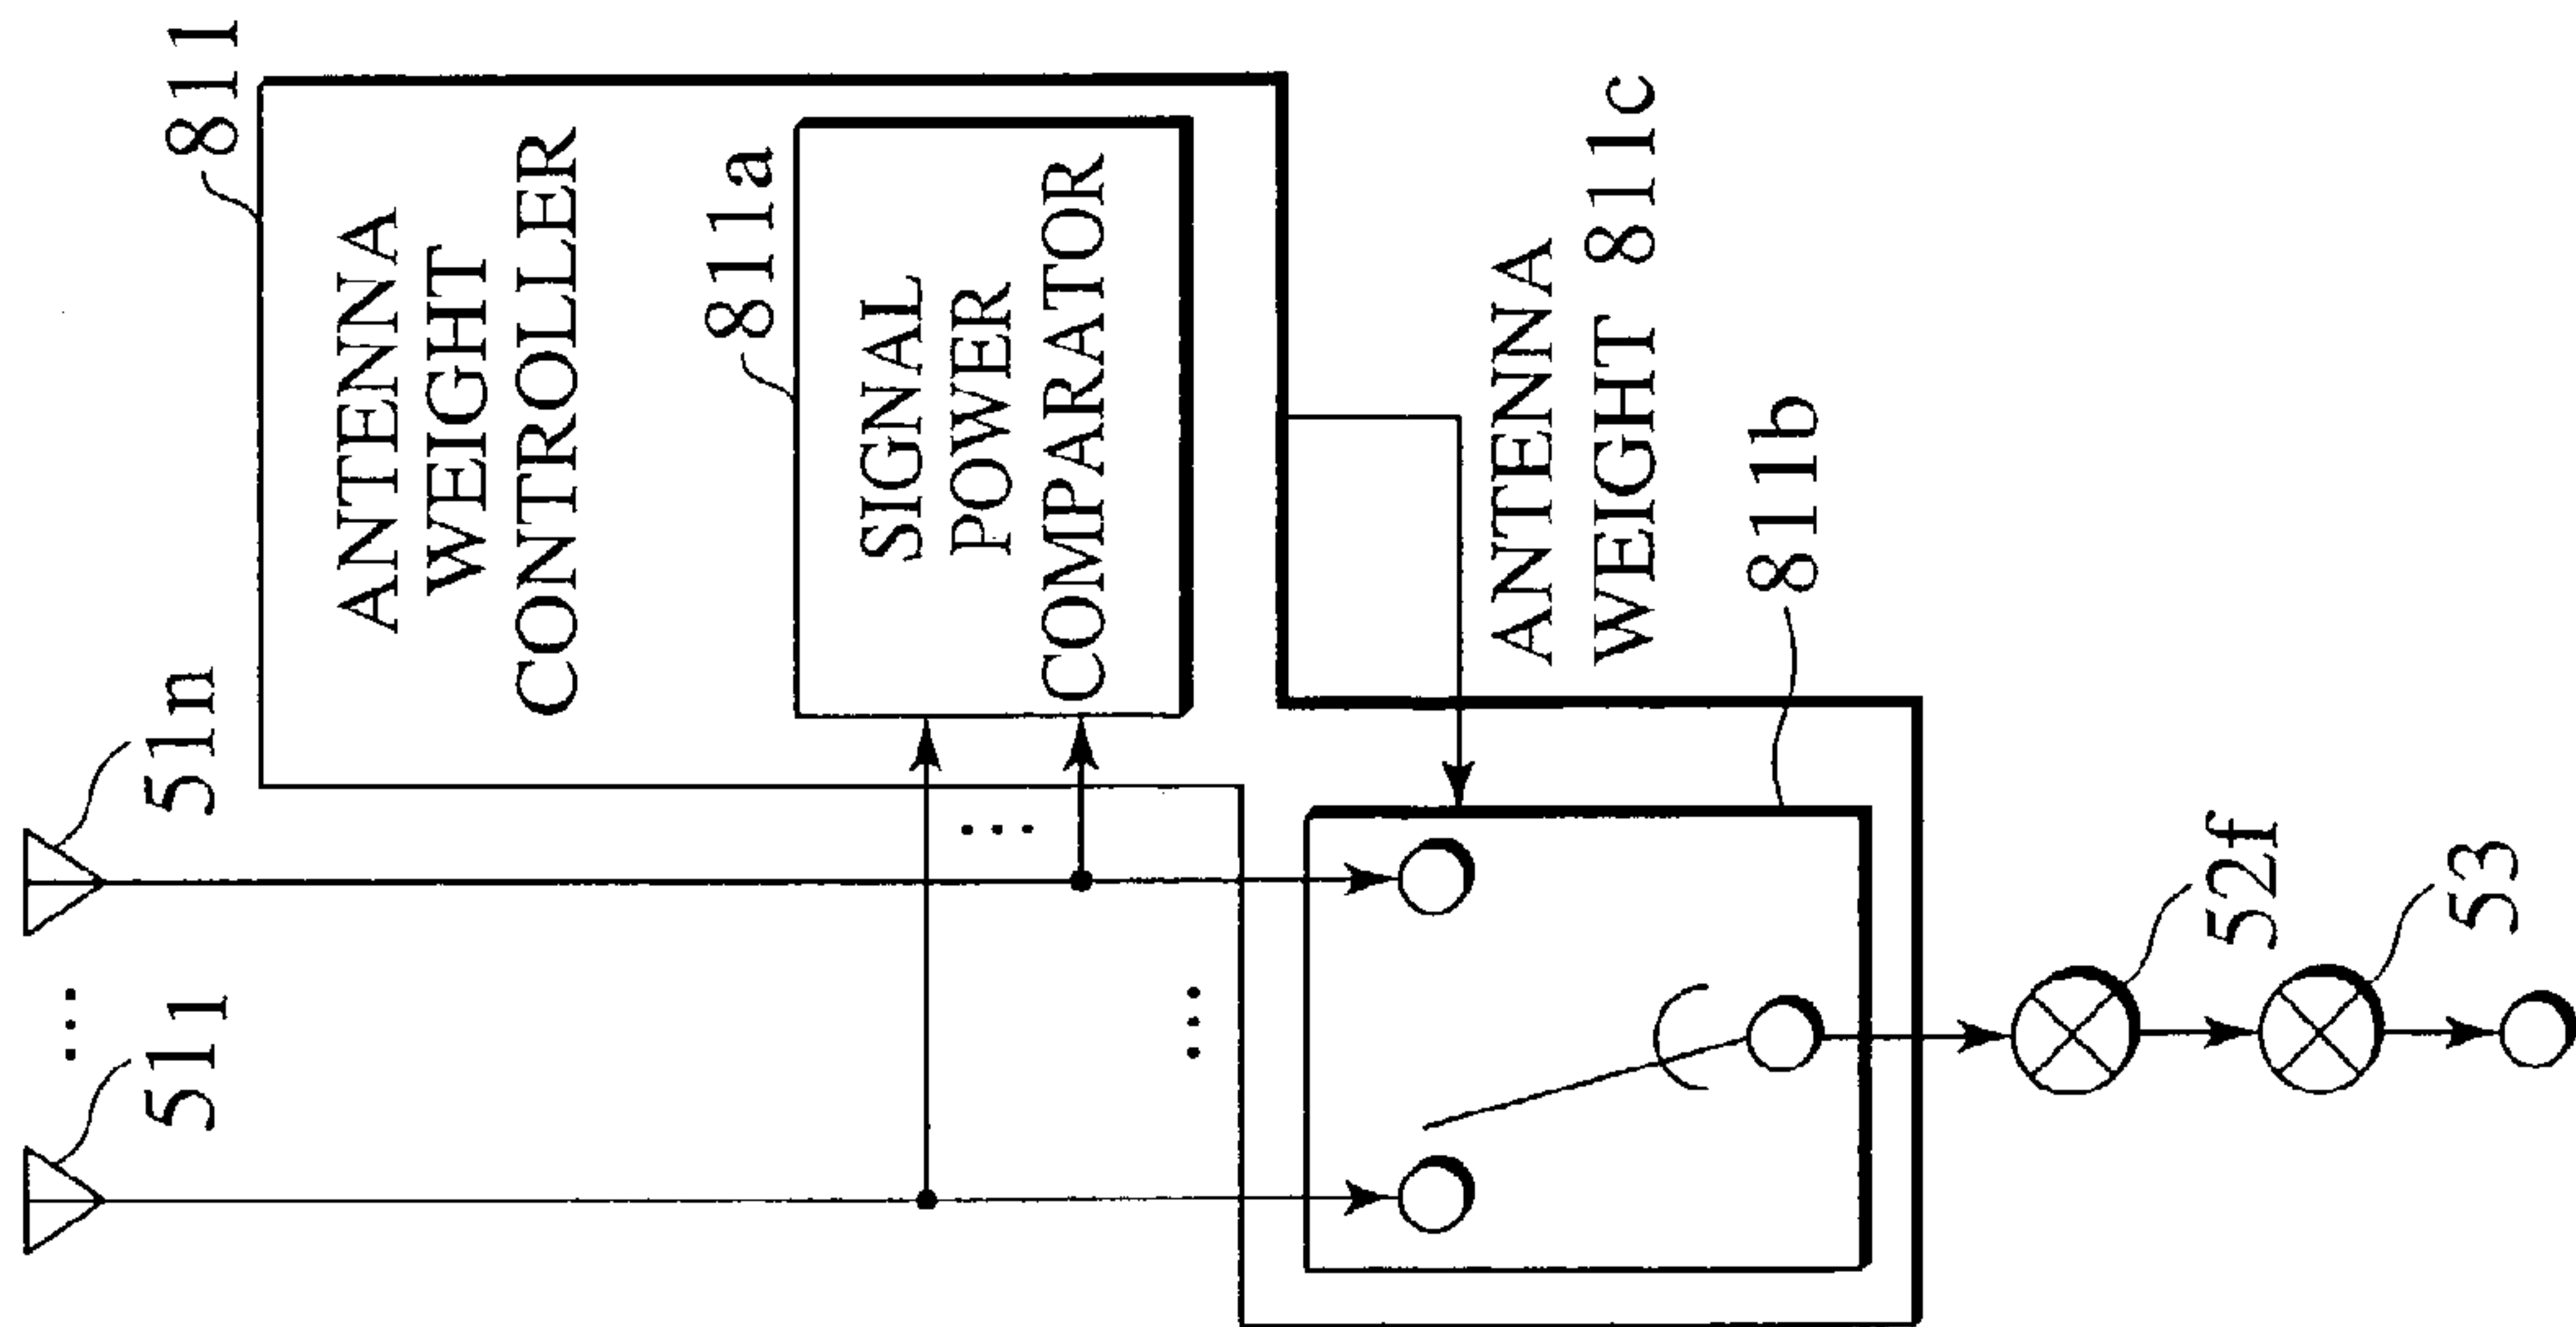 811
ANTENNA
WEIGHT
CONTROLLER
811a
SIGNAL
POWER
COMPARATOR
51n
...
511
...
...
ANTENNA
WEIGHT 811c
811b
52f
53